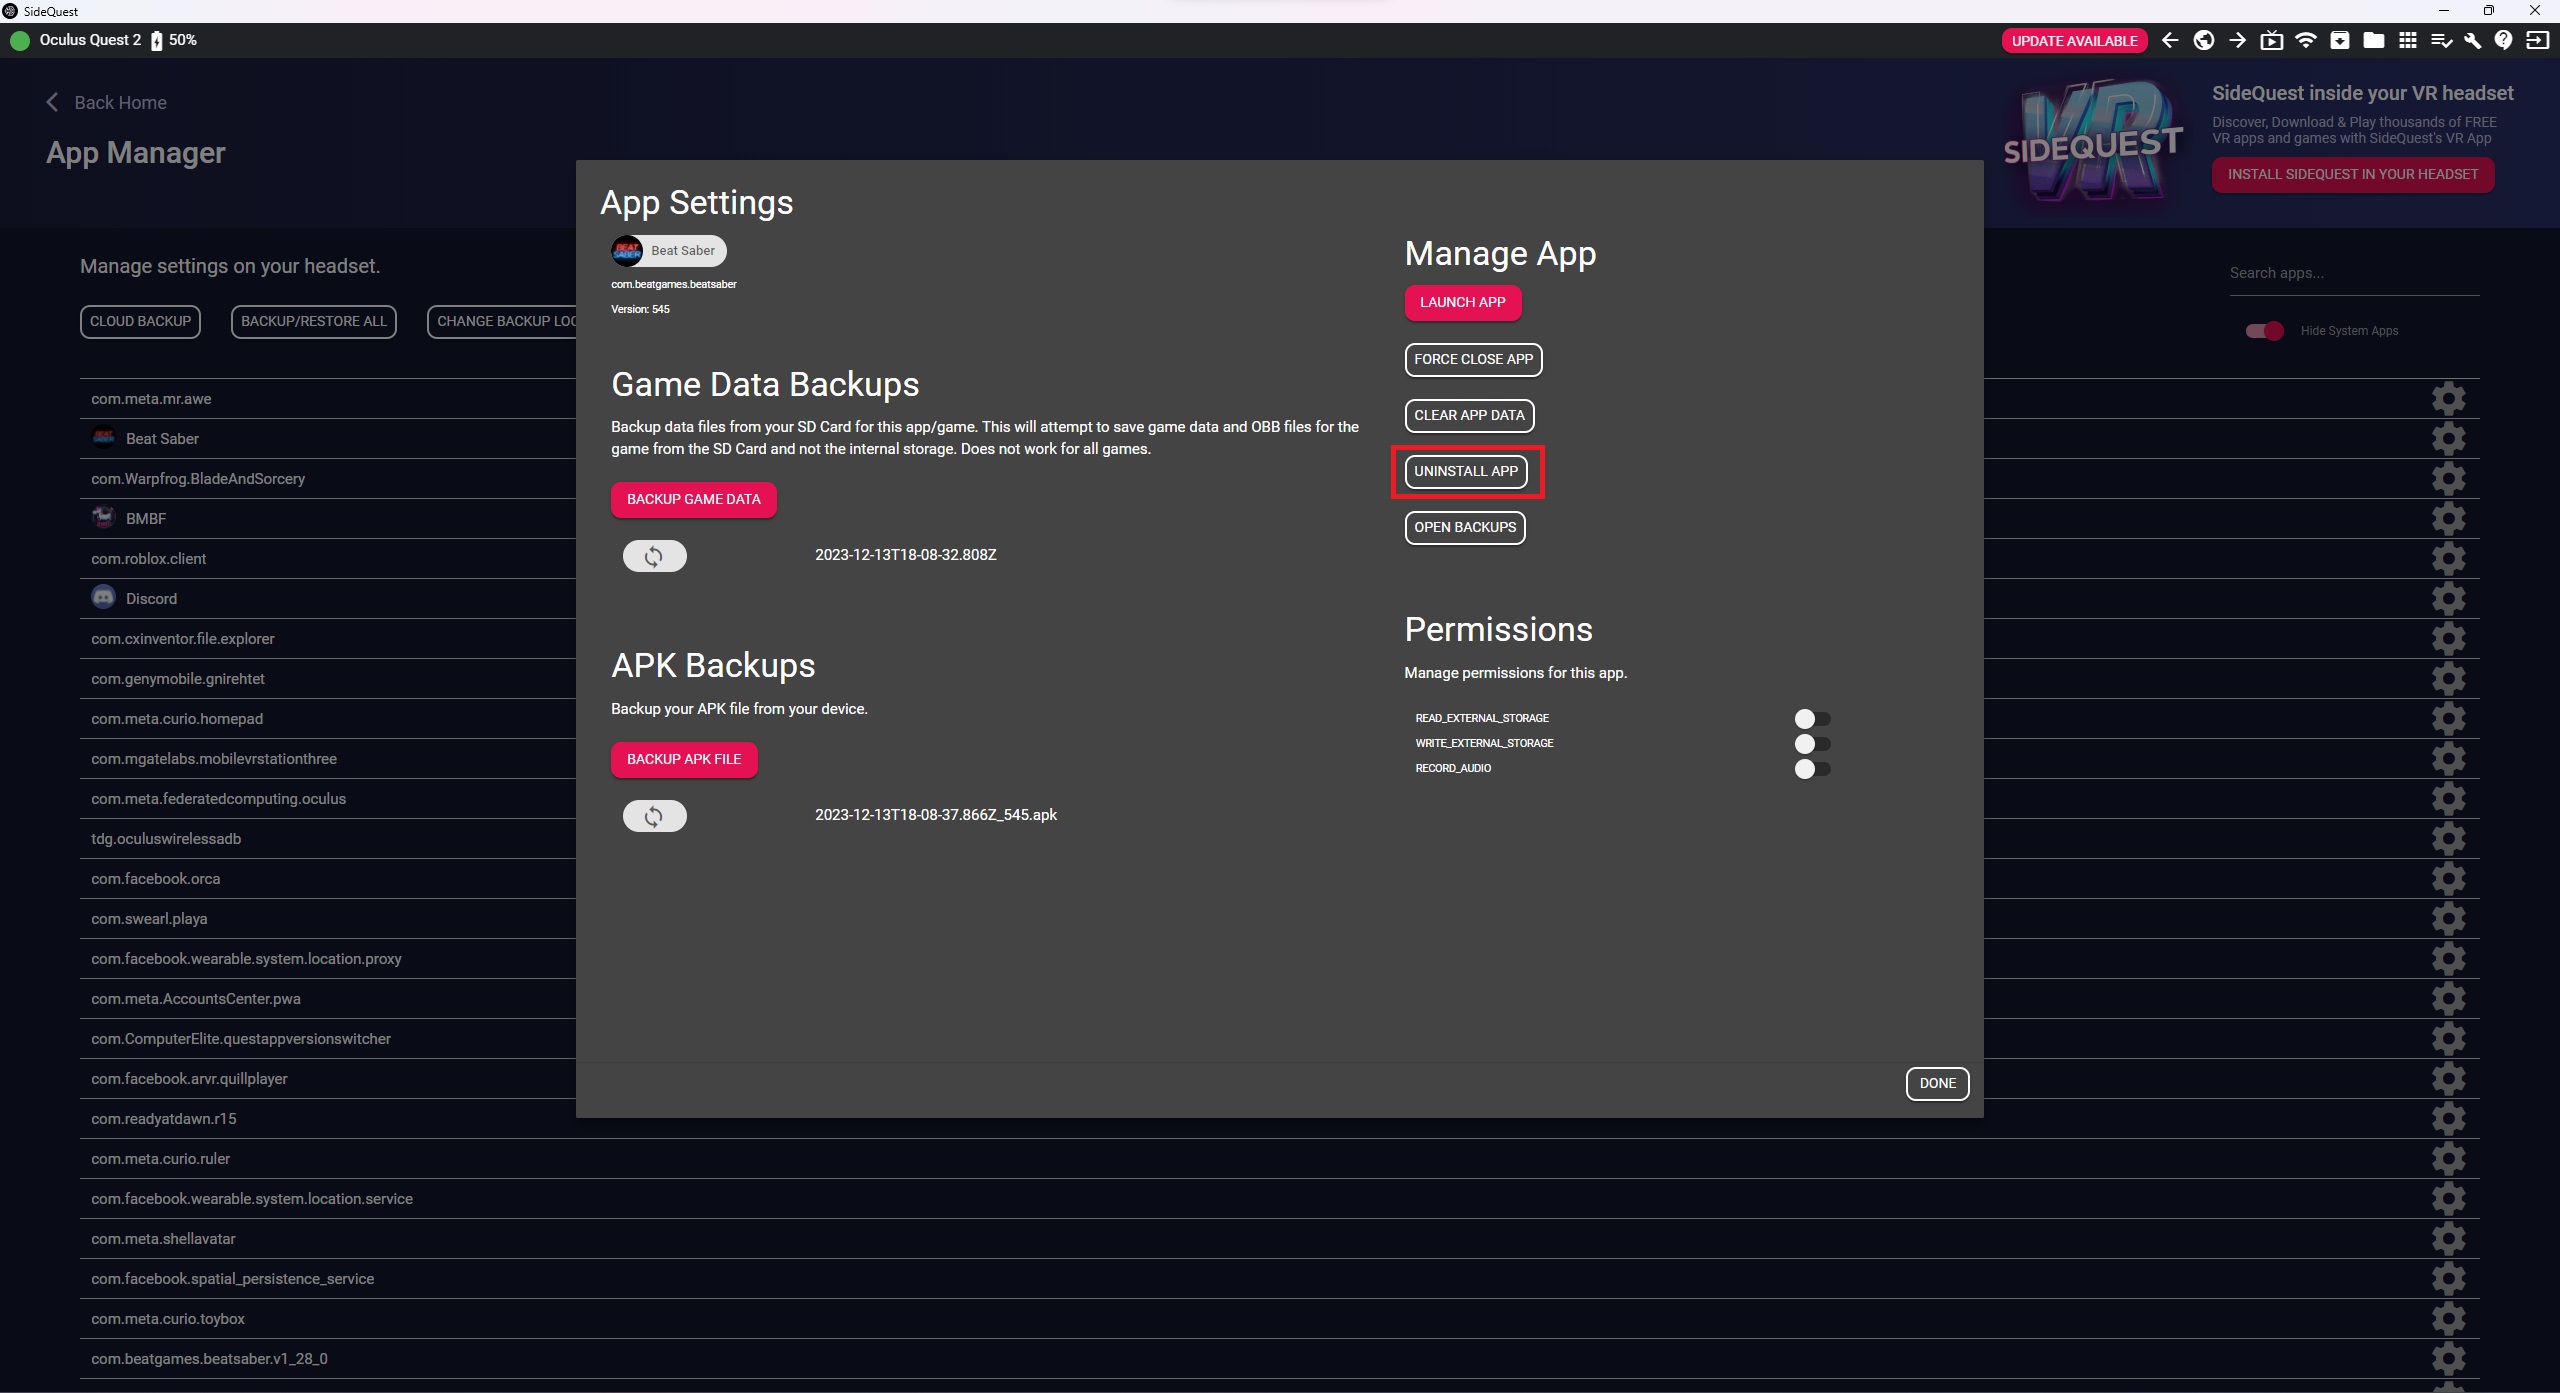 SideQuest
Oculus Quest 2 50%
UPDATE AVAILABLE
Back Home
App Manager
VR
SIDEQUEST
SideQuest inside your VR headset
Discover, Download & Play thousands of FREE
VR apps and games with SideQuest's VR App
INSTALL SIDEQUEST IN YOUR HEADSET
Manage settings on your headset.
Search apps...
CLOUD BACKUP
BACKUP/RESTORE ALL
CHANGE BACKUP LOC
Hide System Apps
com.meta.mr.awe
BEAT SABER
Beat Saber
com.Warpfrog.BladeAndSorcery
BMBF
com.roblox.client
Discord
com.cxinventor.file.explorer
com.genymobile.gnirehtet
com.meta.curio.homepad
com.mgatelabs.mobilevrstationthree
com.meta.federatedcomputing.oculus
tdg.oculuswirelessadb
com.facebook.orca
com.swearl.playa
com.facebook.wearable.system.location.proxy
com.meta.AccountsCenter.pwa
com.ComputerElite.questappversionswitcher
com.facebook.arvr.quillplayer
com.readyatdawn.r15
com.meta.curio.ruler
com.facebook.wearable.system.location.service
com.meta.shellavatar
com.facebook.spatial_persistence_service
com.meta.curio.toybox
com.beatgames.beatsaber.v1_28_0
App Settings
BEAT
SABER
Beat Saber
com.beatgames.beatsaber
Version: 545
Game Data Backups
Backup data files from your SD Card for this app/game. This will attempt to save game data and OBB files for the
game from the SD Card and not the internal storage. Does not work for all games.
BACKUP GAME DATA
2023-12-13T18-08-32.808Z
APK Backups
Backup your APK file from your device.
BACKUP APK FILE
2023-12-13T18-08-37.866Z_545.apk
Manage App
LAUNCH APP
FORCE CLOSE APP
CLEAR APP DATA
UNINSTALL APP
OPEN BACKUPS
Permissions
Manage permissions for this app.
READ_EXTERNAL_STORAGE
WRITE_EXTERNAL_STORAGE
RECORD_AUDIO
DONE